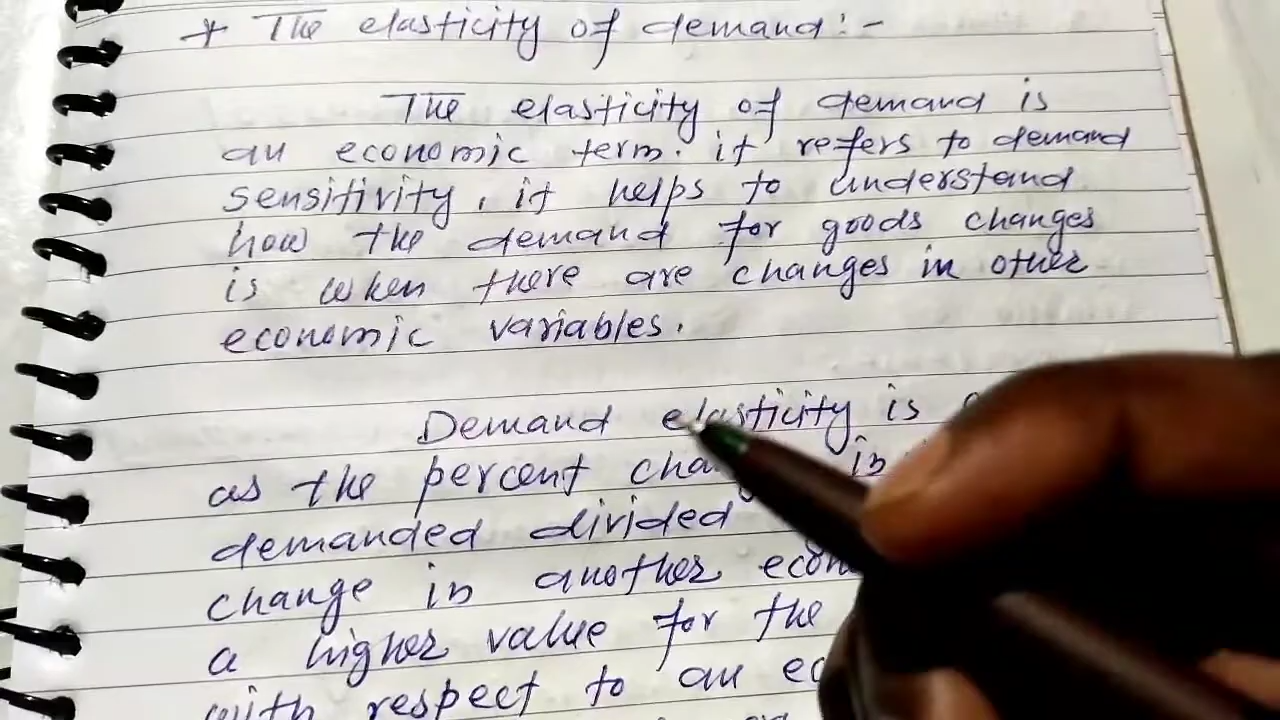 * The elasticity of demand:-
The elasticity of demand is
an economic term. it refers to demand
sensitivity, it helps to understand
how the demand for goods changes
is when there are changes in other
economic variables.
Demand elasticity is
as the percent
demanded divided
change in another
a higher value for the
with respect to an